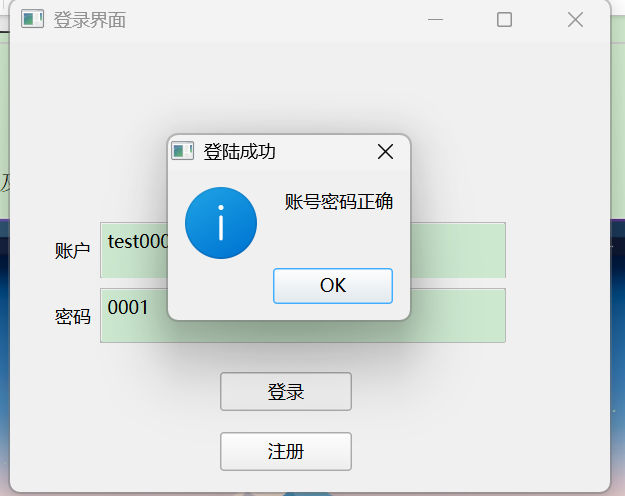 登录界面
登陆成功
账号密码正确
OK
账户
test000
密码
0001
登录
注册